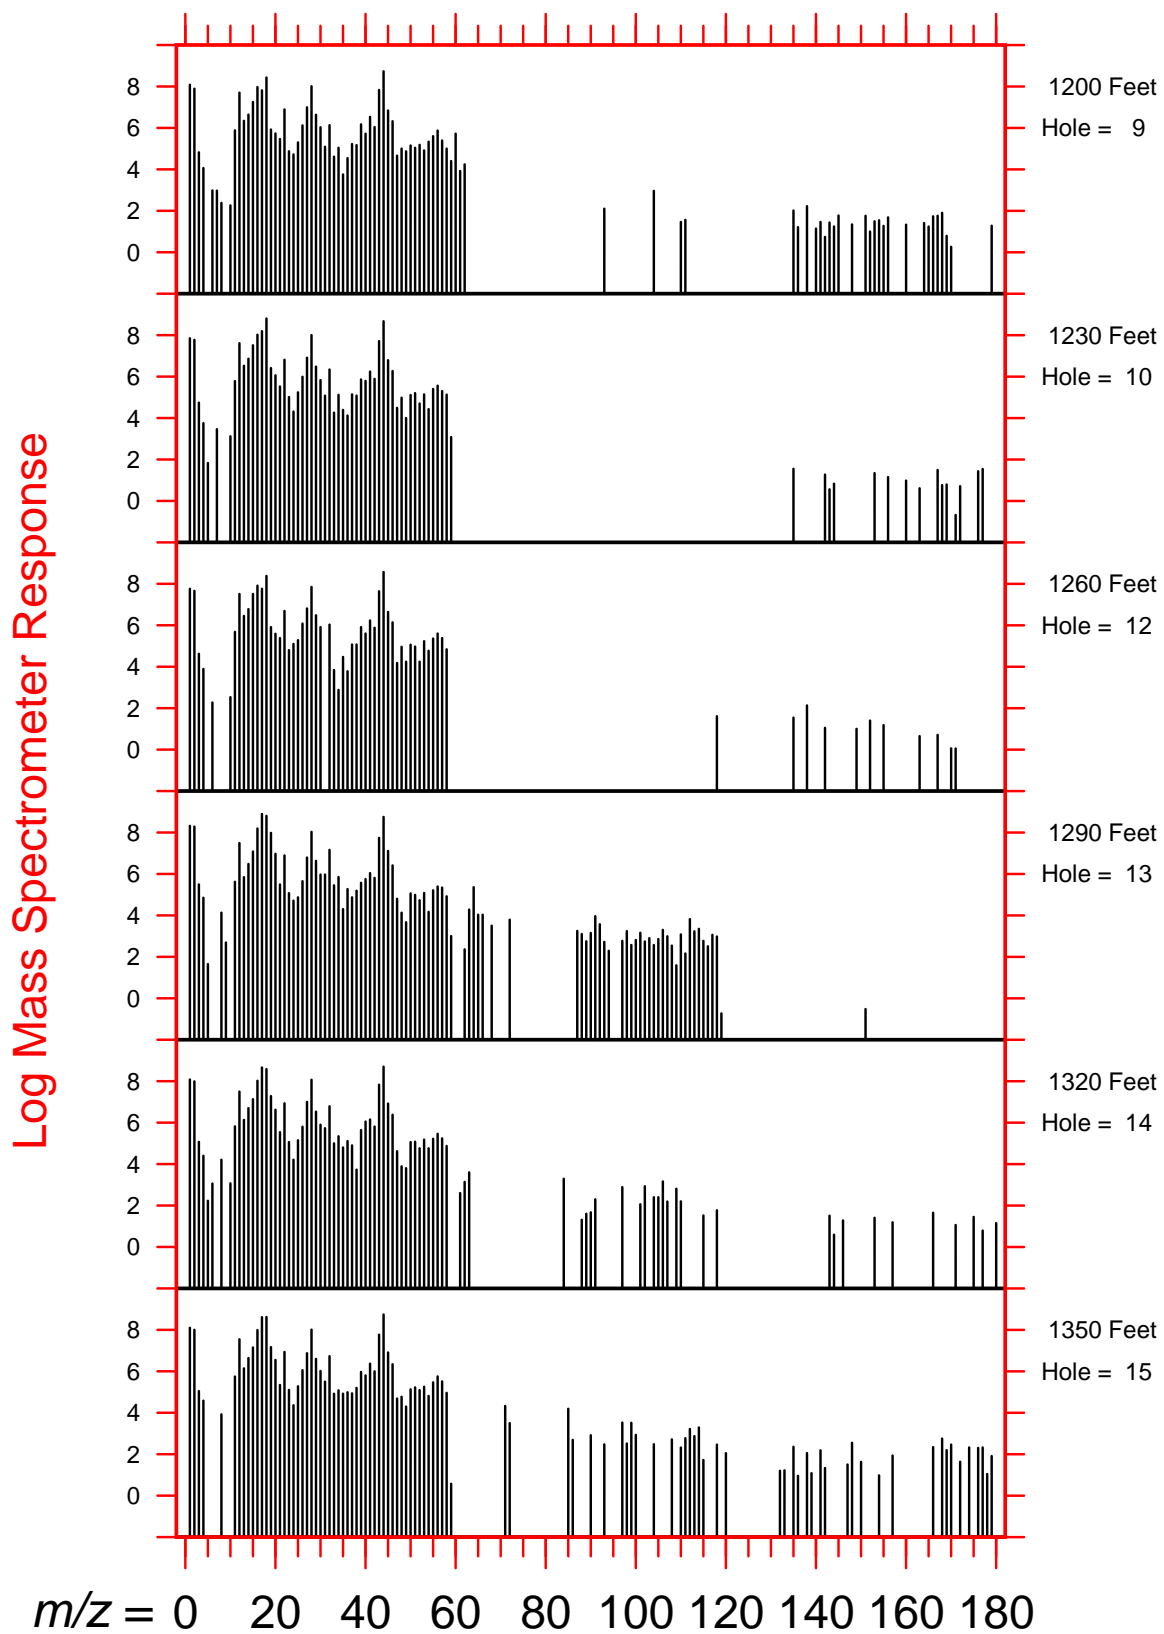 8
6
4
2
0
1200 Feet
Hole = 9
8
6
4
2
0
1230 Feet
Hole = 10
8
6
4
2
0
1260 Feet
Hole = 12
8
6
4
2
0
1290 Feet
Hole = 13
8
6
4
2
0
1320 Feet
Hole = 14
8
6
4
2
0
1350 Feet
Hole = 15
Log Mass Spectrometer Response
m/z = 0 20 40 60 80 100 120 140 160 180